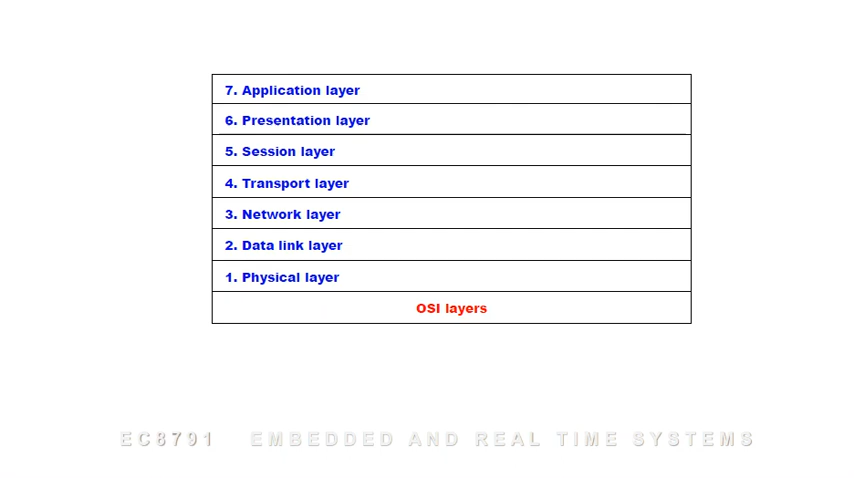 7. Application layer
6. Presentation layer
5. Session layer
4. Transport layer
3. Network layer
2. Data link layer
1. Physical layer
OSI layers
EC8791 EMBEDDED AND REAL TIME SYSTEMS